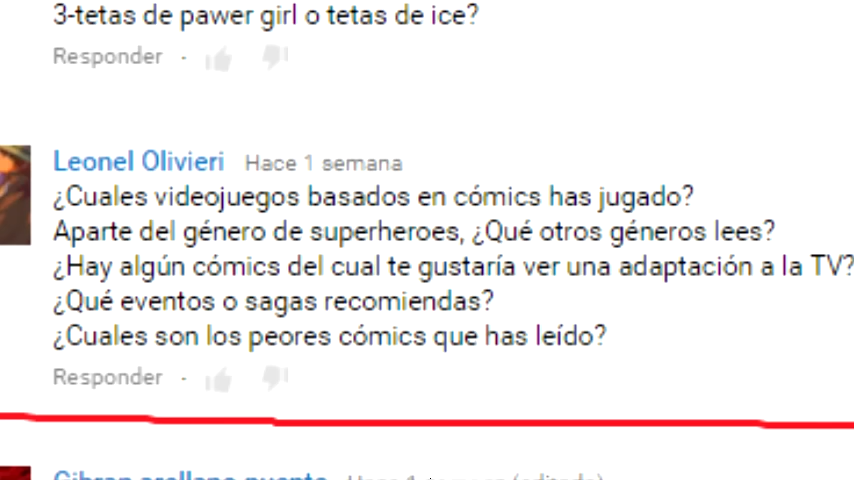 3-tetas de pawer girl o tetas de ice?
Responder ·
Leonel Olivieri Hace 1 semana
¿Cuales videojuegos basados en cómics has jugado?
Aparte del género de superheroes, ¿Qué otros géneros lees?
¿Hay algún cómics del cual te gustaría ver una adaptación a la TV?
¿Qué eventos o sagas recomiendas?
¿Cuales son los peores cómics que has leído?
Responder ·
Gibran arellano puente Hace 1 semana (editado)